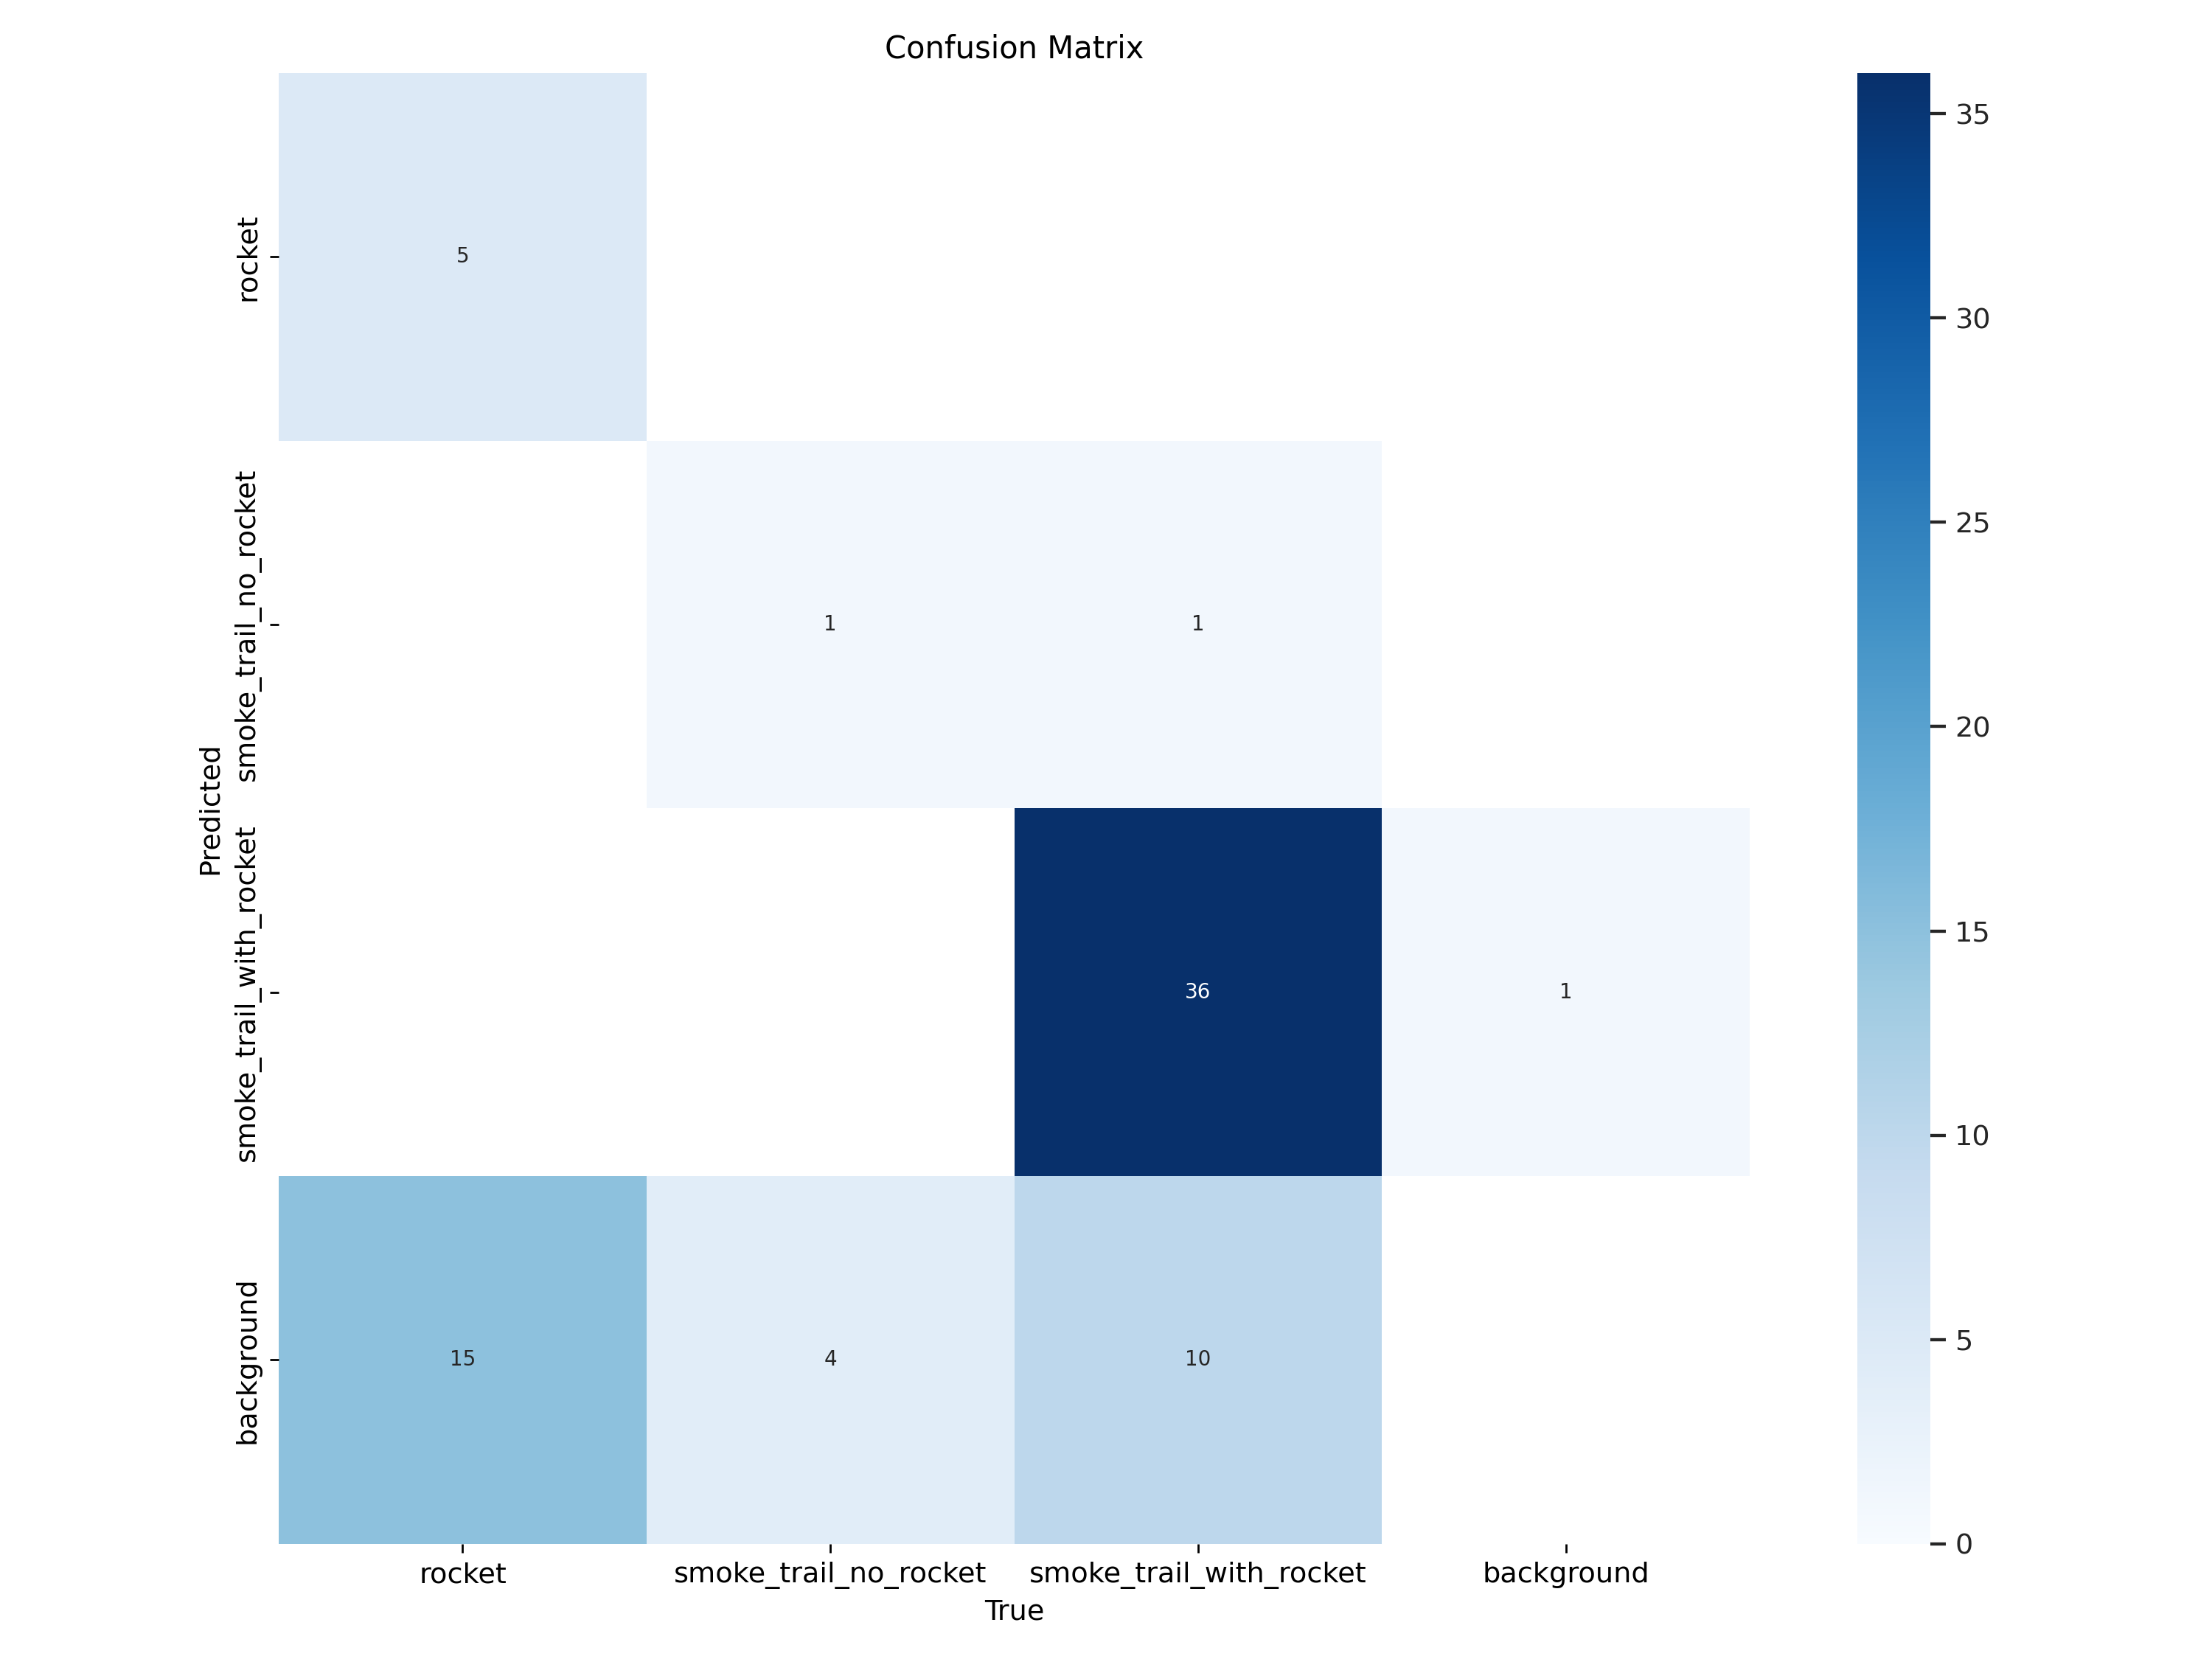 Confusion Matrix
Predicted
rocket
smoke_trail_no_rocket
smoke_trail_with_rocket
background
5
1
1
36
1
15
4
10
rocket
smoke_trail_no_rocket
smoke_trail_with_rocket
background
True
35
30
25
20
15
10
5
0